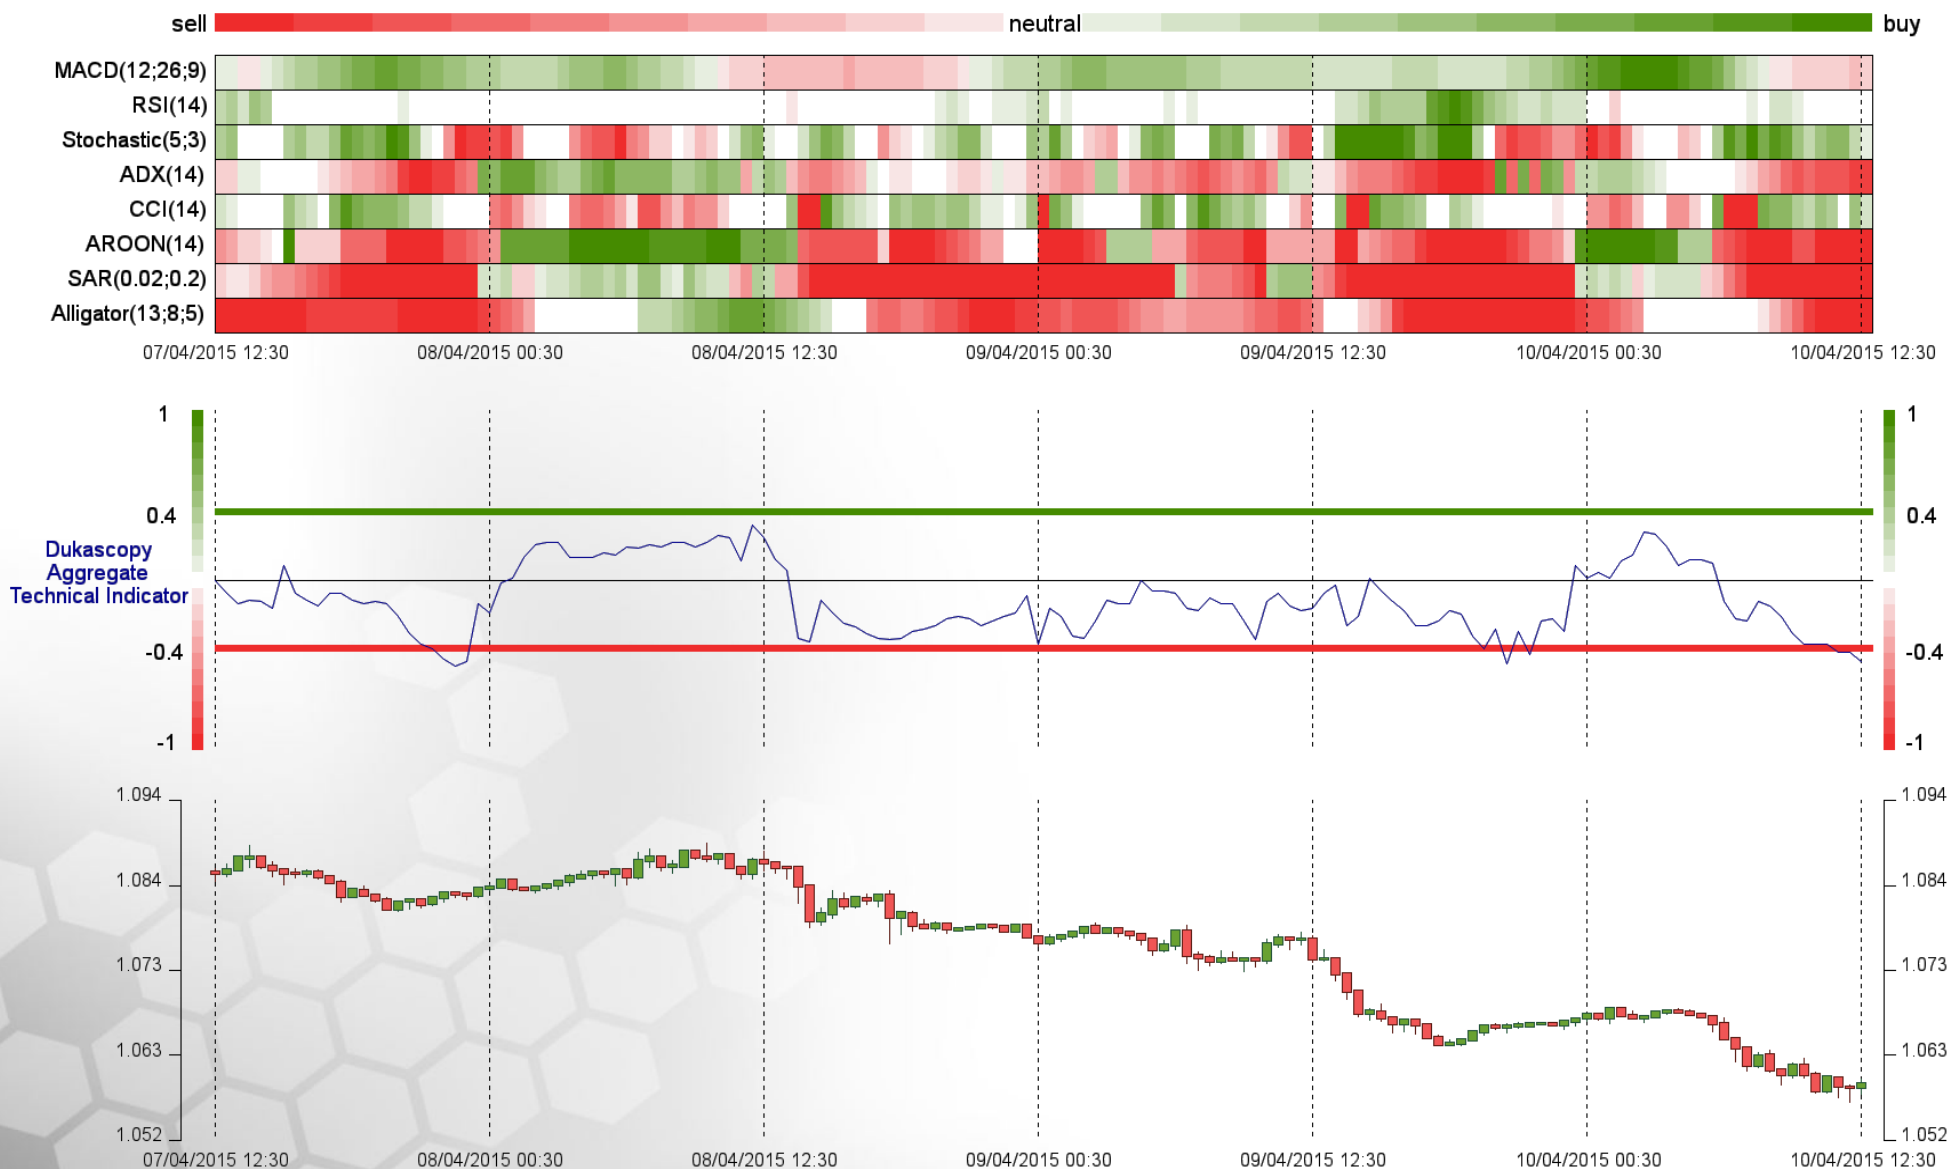 sell neutral buy
MACD(12;26;9)
RSI(14)
Stochastic(5;3)
ADX(14)
CCI(14)
AROON(14)
SAR(0.02;0.2)
Alligator(13;8;5)
07/04/2015 12:30 08/04/2015 00:30 08/04/2015 12:30 09/04/2015 00:30 09/04/2015 12:30 10/04/2015 00:30 10/04/2015 12:30
1 1
0.4 0.4
Dukascopy
Aggregate
Technical Indicator
-0.4 -0.4
-1 -1
1.094 1.094
1.084 1.084
1.073 1.073
1.063 1.063
1.052 1.052
07/04/2015 12:30 08/04/2015 00:30 08/04/2015 12:30 09/04/2015 00:30 09/04/2015 12:30 10/04/2015 00:30 10/04/2015 12:30